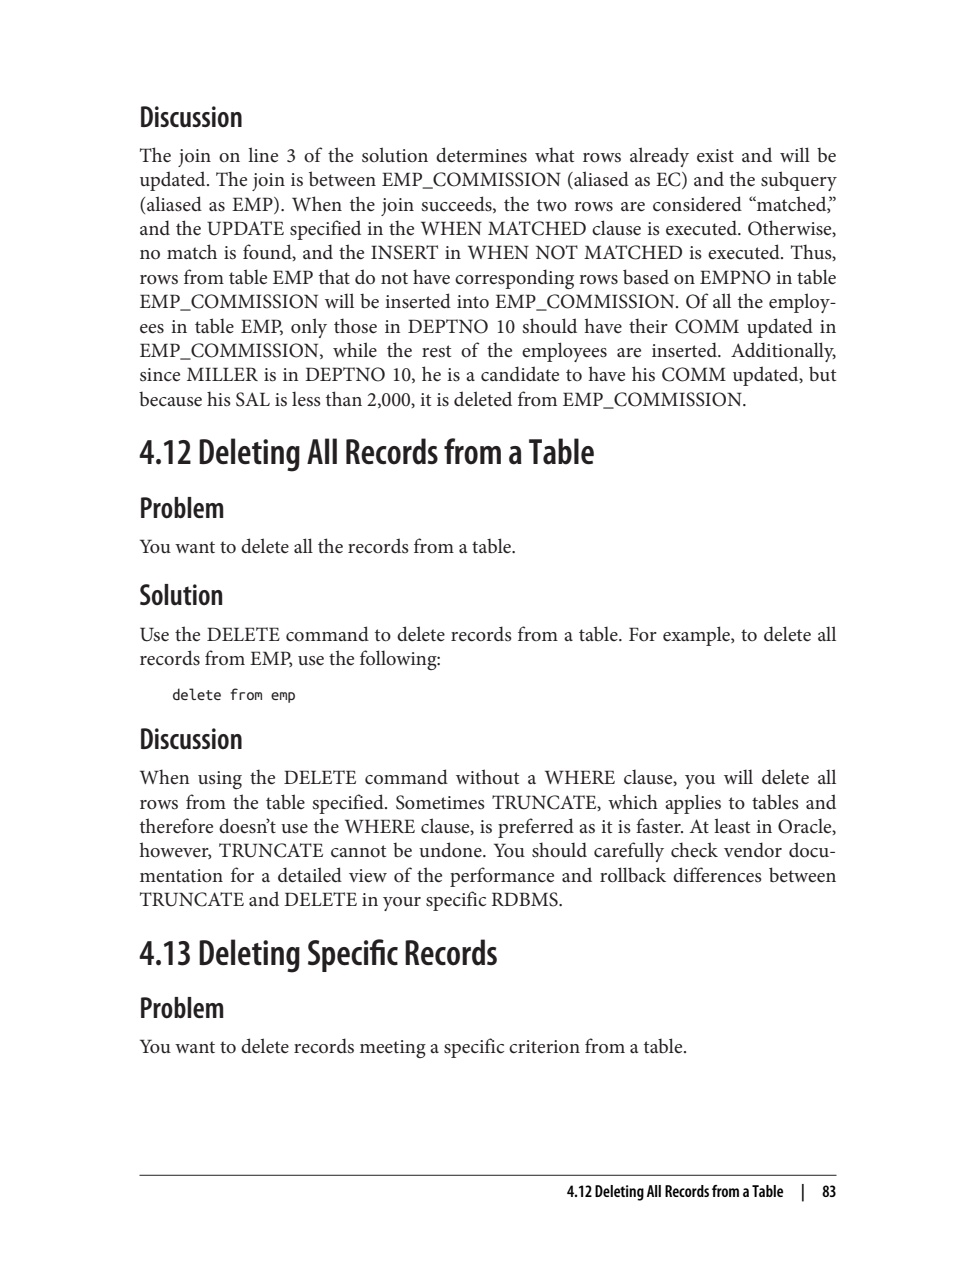 Discussion
The join on line 3 of the solution determines what rows already exist and will be
updated. The join is between EMP_COMMISSION (aliased as EC) and the subquery
(aliased as EMP). When the join succeeds, the two rows are considered “matched,”
and the UPDATE specified in the WHEN MATCHED clause is executed. Otherwise,
no match is found, and the INSERT in WHEN NOT MATCHED is executed. Thus,
rows from table EMP that do not have corresponding rows based on EMPNO in table
EMP_COMMISSION will be inserted into EMP_COMMISSION. Of all the employ-
ees in table EMP, only those in DEPTNO 10 should have their COMM updated in
EMP_COMMISSION, while the rest of the employees are inserted. Additionally,
since MILLER is in DEPTNO 10, he is a candidate to have his COMM updated, but
because his SAL is less than 2,000, it is deleted from EMP_COMMISSION.
4.12 Deleting All Records from a Table
Problem
You want to delete all the records from a table.
Solution
Use the DELETE command to delete records from a table. For example, to delete all
records from EMP, use the following:
delete from emp
Discussion
When using the DELETE command without a WHERE clause, you will delete all
rows from the table specified. Sometimes TRUNCATE, which applies to tables and
therefore doesn’t use the WHERE clause, is preferred as it is faster. At least in Oracle,
however, TRUNCATE cannot be undone. You should carefully check vendor docu-
mentation for a detailed view of the performance and rollback differences between
TRUNCATE and DELETE in your specific RDBMS.
4.13 Deleting Specific Records
Problem
You want to delete records meeting a specific criterion from a table.
4.12 Deleting All Records from a Table | 83